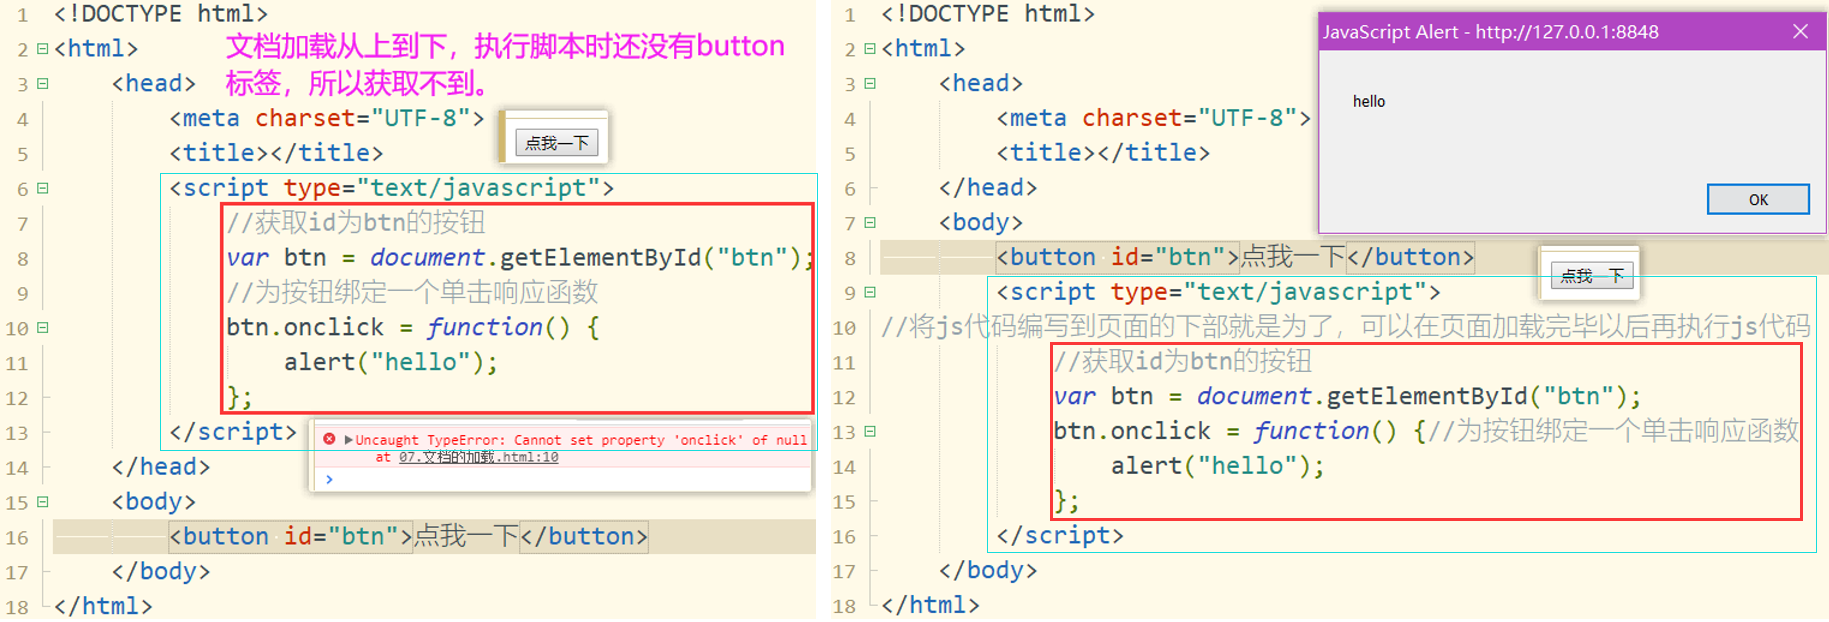 1 <!DOCTYPE html>
2 <html>
文档加载从上到下，执行脚本时还没有button
标签，所以获取不到。
3 <head>
4 <meta charset="UTF-8">
点我一下
5 <title></title>
6 <script type="text/javascript">
7 //获取id为btn的按钮
8 var btn = document.getElementById("btn");
9 //为按钮绑定一个单击响应函数
10 btn.onclick = function() {
11 alert("hello");
12 };
13 </script>
Uncaught TypeError: Cannot set property 'onclick' of null
at 07.文档的加载.html:10
>
14 </head>
15 <body>
16 <button id="btn">点我一下</button>
17 </body>
18 </html>
1 <!DOCTYPE html>
2 <html>
3 <head>
4 <meta charset="UTF-8">
5 <title></title>
6 </head>
7 <body>
8 <button id="btn">点我一下</button>
9 <script type="text/javascript">
10 //将js代码编写到页面的下部就是为了，可以在页面加载完毕以后再执行js代码
11 //获取id为btn的按钮
12 var btn = document.getElementById("btn");
13 btn.onclick = function() {//为按钮绑定一个单击响应函数
14 alert("hello");
15 };
16 </script>
17 </body>
18 </html>
JavaScript Alert - http://127.0.0.1:8848
hello
OK
点我一下